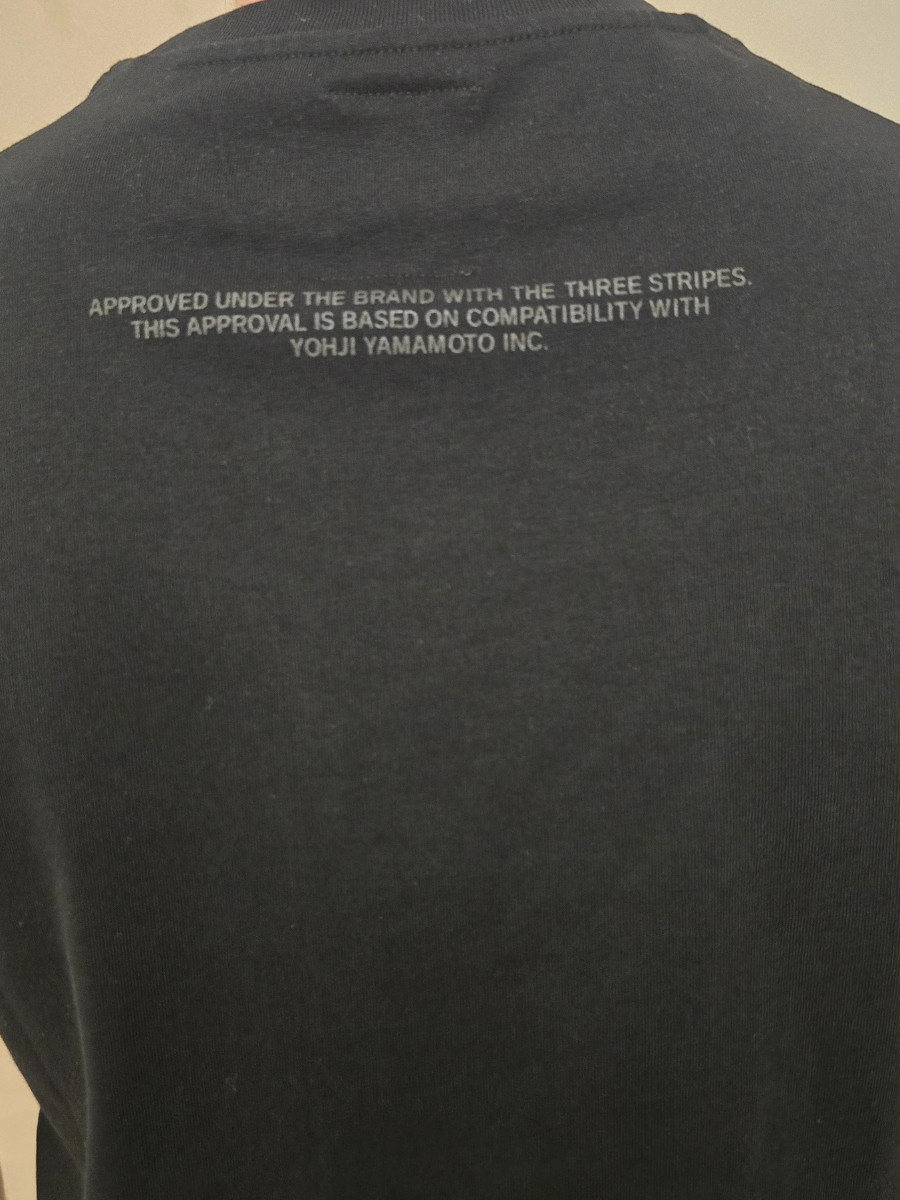 APPROVED UNDER THE BRAND WITH THE THREE STRIPES.
THIS APPROVAL IS BASED ON COMPATIBILITY WITH
YOHJI YAMAMOTO INC.